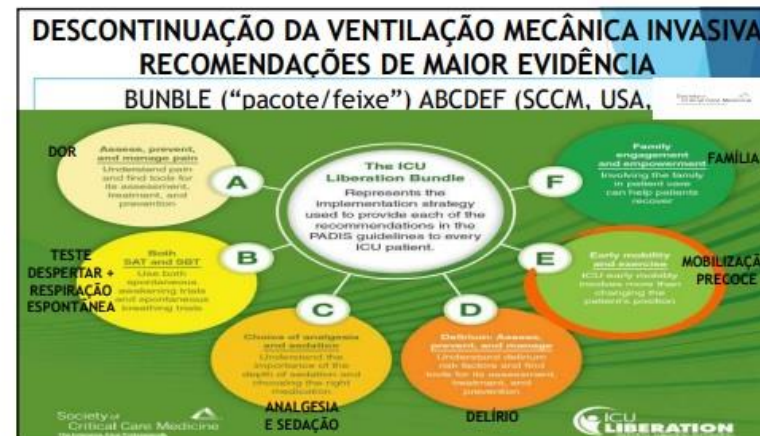 DESCONTINUAÇÃO DA VENTILAÇÃO MECÂNICA INVASIVA
RECOMENDAÇÕES DE MAIOR EVIDÊNCIA
BUNBLE ("pacote/feixe") ABCDEF (SCCM, USA,
Society of Critical Care Medicine
DOR
Assess, prevent,
and manage pain
Understand pain
and find tools for
its assessment,
treatment, and
prevention
A
The ICU
Liberation Bundle
Represents the
implementation strategy
used to provide each of the
recommendations in the
PADIS guidelines to every
ICU patient.
F
Family
engagement
and empowerment
Involving the family
in patient care
can help patients
recover
FAMÍLIA
TESTE
DESPERTAR +
RESPIRAÇÃO
ESPONTÂNEA
Both
SAT and SBT
Use both
spontaneous
awakening trials
and spontaneous
breathing trials
B
E
Early mobility
and exercise
ICU early mobility
involves more than
changing the
patient's position
MOBILIZAÇÃ
PRECOCE
C
Choice of analgesia
and sedation
Understand the
importance of the
depth of sedation and
choosing the right
medication
ANALGESIA
E SEDAÇÃO
D
Delirium: Assess,
prevent, and manage
Understand delirium
risk factors and find
tools for its assessment,
treatment, and
prevention
DELÍRIO
Society of
Critical Care Medicine
ICU
LIBERATION